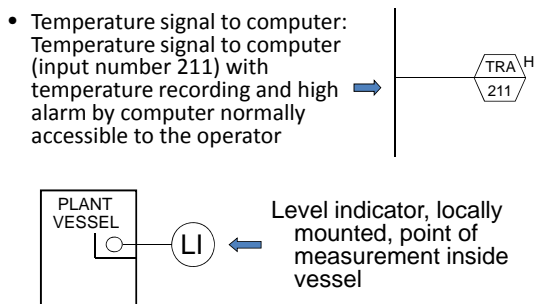 • Temperature signal to computer:
Temperature signal to computer
(input number 211) with
temperature recording and high
alarm by computer normally
accessible to the operator
TRA H
211
PLANT
VESSEL
LI
Level indicator, locally
mounted, point of
measurement inside
vessel